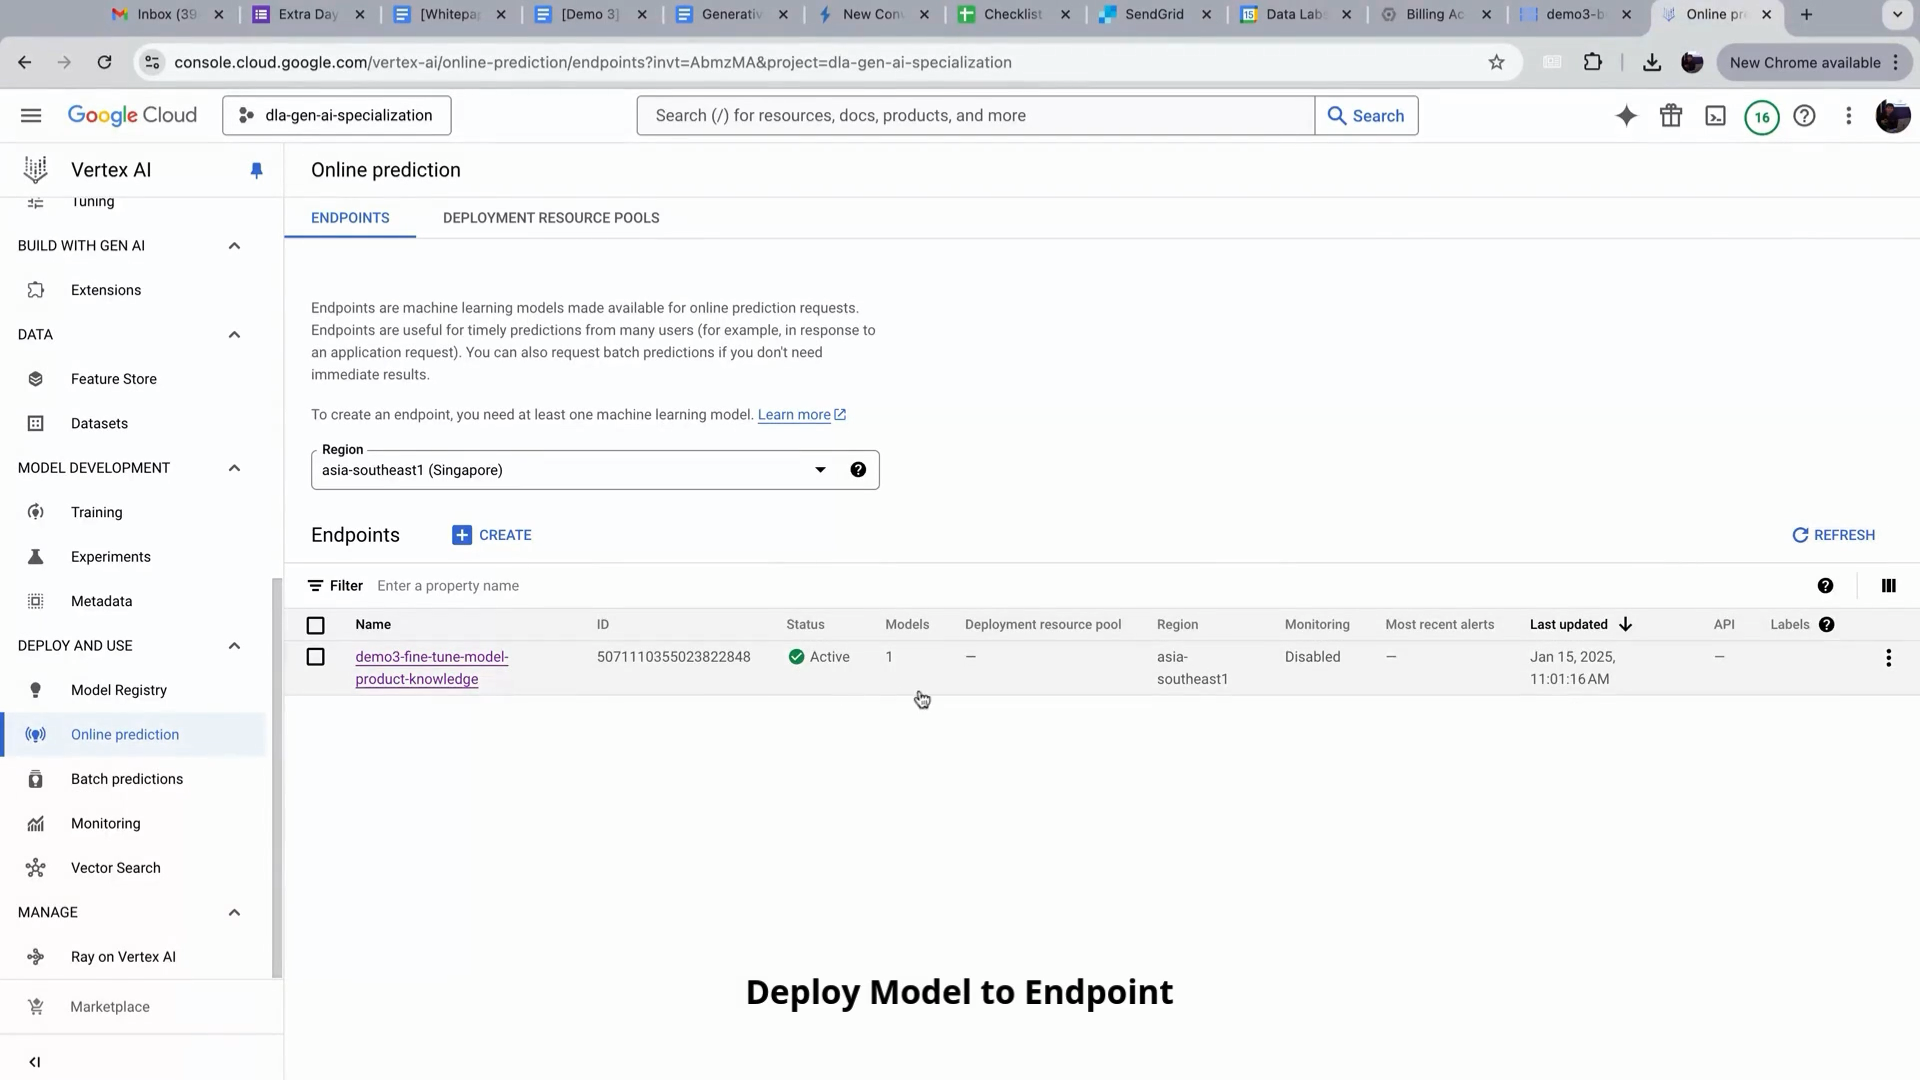 Inbox (39
Extra Day
[Whitepap
[Demo 3]
Generativ
New Con
Checklist
SendGrid
Data Lab
Billing Ac
demo3-b
Online pr
console.cloud.google.com/vertex-ai/online-prediction/endpoints?invt=AbmzMA&project=dla-gen-ai-specialization
New Chrome available
Google Cloud
dla-gen-ai-specialization
Search (/) for resources, docs, products, and more
Search
16
Vertex AI
Tuning
BUILD WITH GEN AI
Extensions
DATA
Feature Store
Datasets
MODEL DEVELOPMENT
Training
Experiments
Metadata
DEPLOY AND USE
Model Registry
Online prediction
Batch predictions
Monitoring
Vector Search
MANAGE
Ray on Vertex AI
Marketplace
Online prediction
ENDPOINTS
DEPLOYMENT RESOURCE POOLS
Endpoints are machine learning models made available for online prediction requests.
Endpoints are useful for timely predictions from many users (for example, in response to
an application request). You can also request batch predictions if you don't need
immediate results.
To create an endpoint, you need at least one machine learning model. Learn more
Region
asia-southeast1 (Singapore)
Endpoints
CREATE
REFRESH
Filter Enter a property name
Name ID Status Models Deployment resource pool Region Monitoring Most recent alerts Last updated API Labels
demo3-fine-tune-model- 5071110355023822848 Active 1 — asia- Disabled — Jan 15, 2025, —
product-knowledge southeast1 11:01:16 AM
Deploy Model to Endpoint